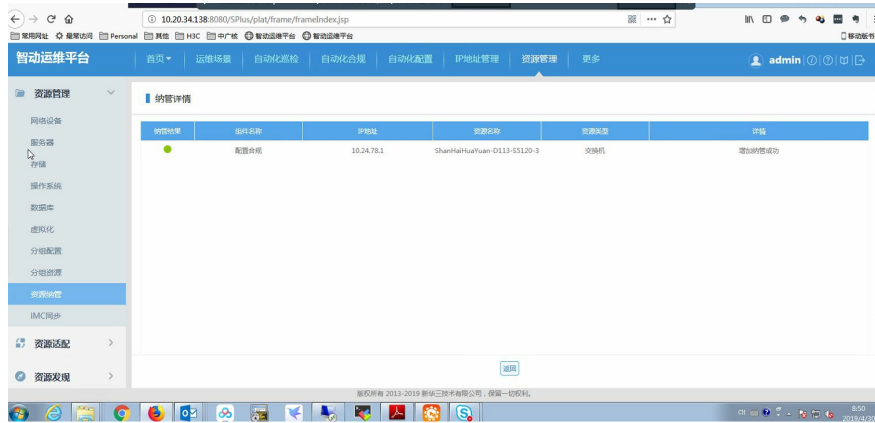 10.20.34.138:8080/SPlus/plat/frame/frameIndex.jsp
常用网址 最常访问 Personal 其他 H3C 中广核 智动运维平台 智动运维平台 移动版书
智动运维平台 首页 运维场景 自动化巡检 自动化合规 自动化配置 IP地址管理 资源管理 更多 admin
资源管理
纳管详情
网络设备
纳管结果 组件名称 IP地址 资源名称 资源类型 详情
服务器
配置合规 10.24.78.1 ShanHaiHuaYuan-D113-S5120-3 交换机 增加纳管成功
存储
操作系统
数据库
虚拟化
分组配置
分组资源
资源纳管
IMC同步
资源适配
返回
资源发现
版权所有 2013-2019 新华三技术有限公司，保留一切权利。
CH 8:50
2019/4/30